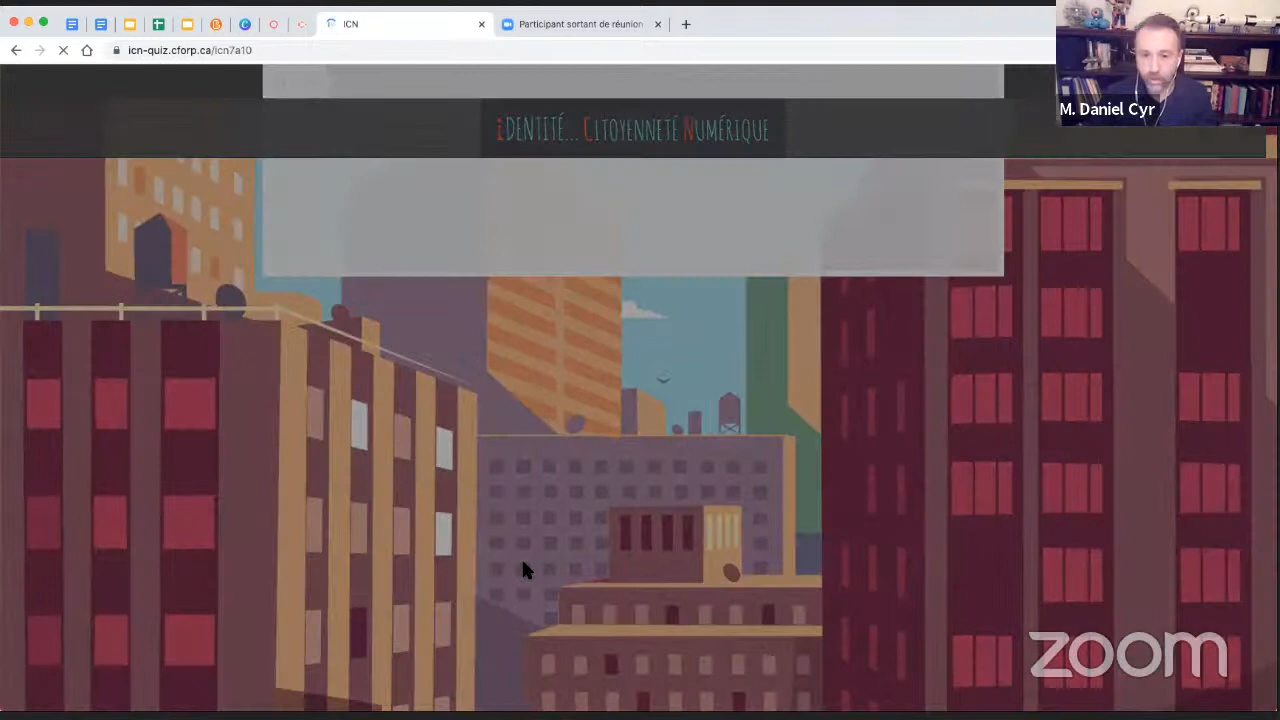 ICN
Participant sortant de réunion
icn-quiz.cforp.ca/icn7a10
M. Daniel Cyr
iDENTITÉ... CITOYENNETÉ NUMÉRIQUE
zoom